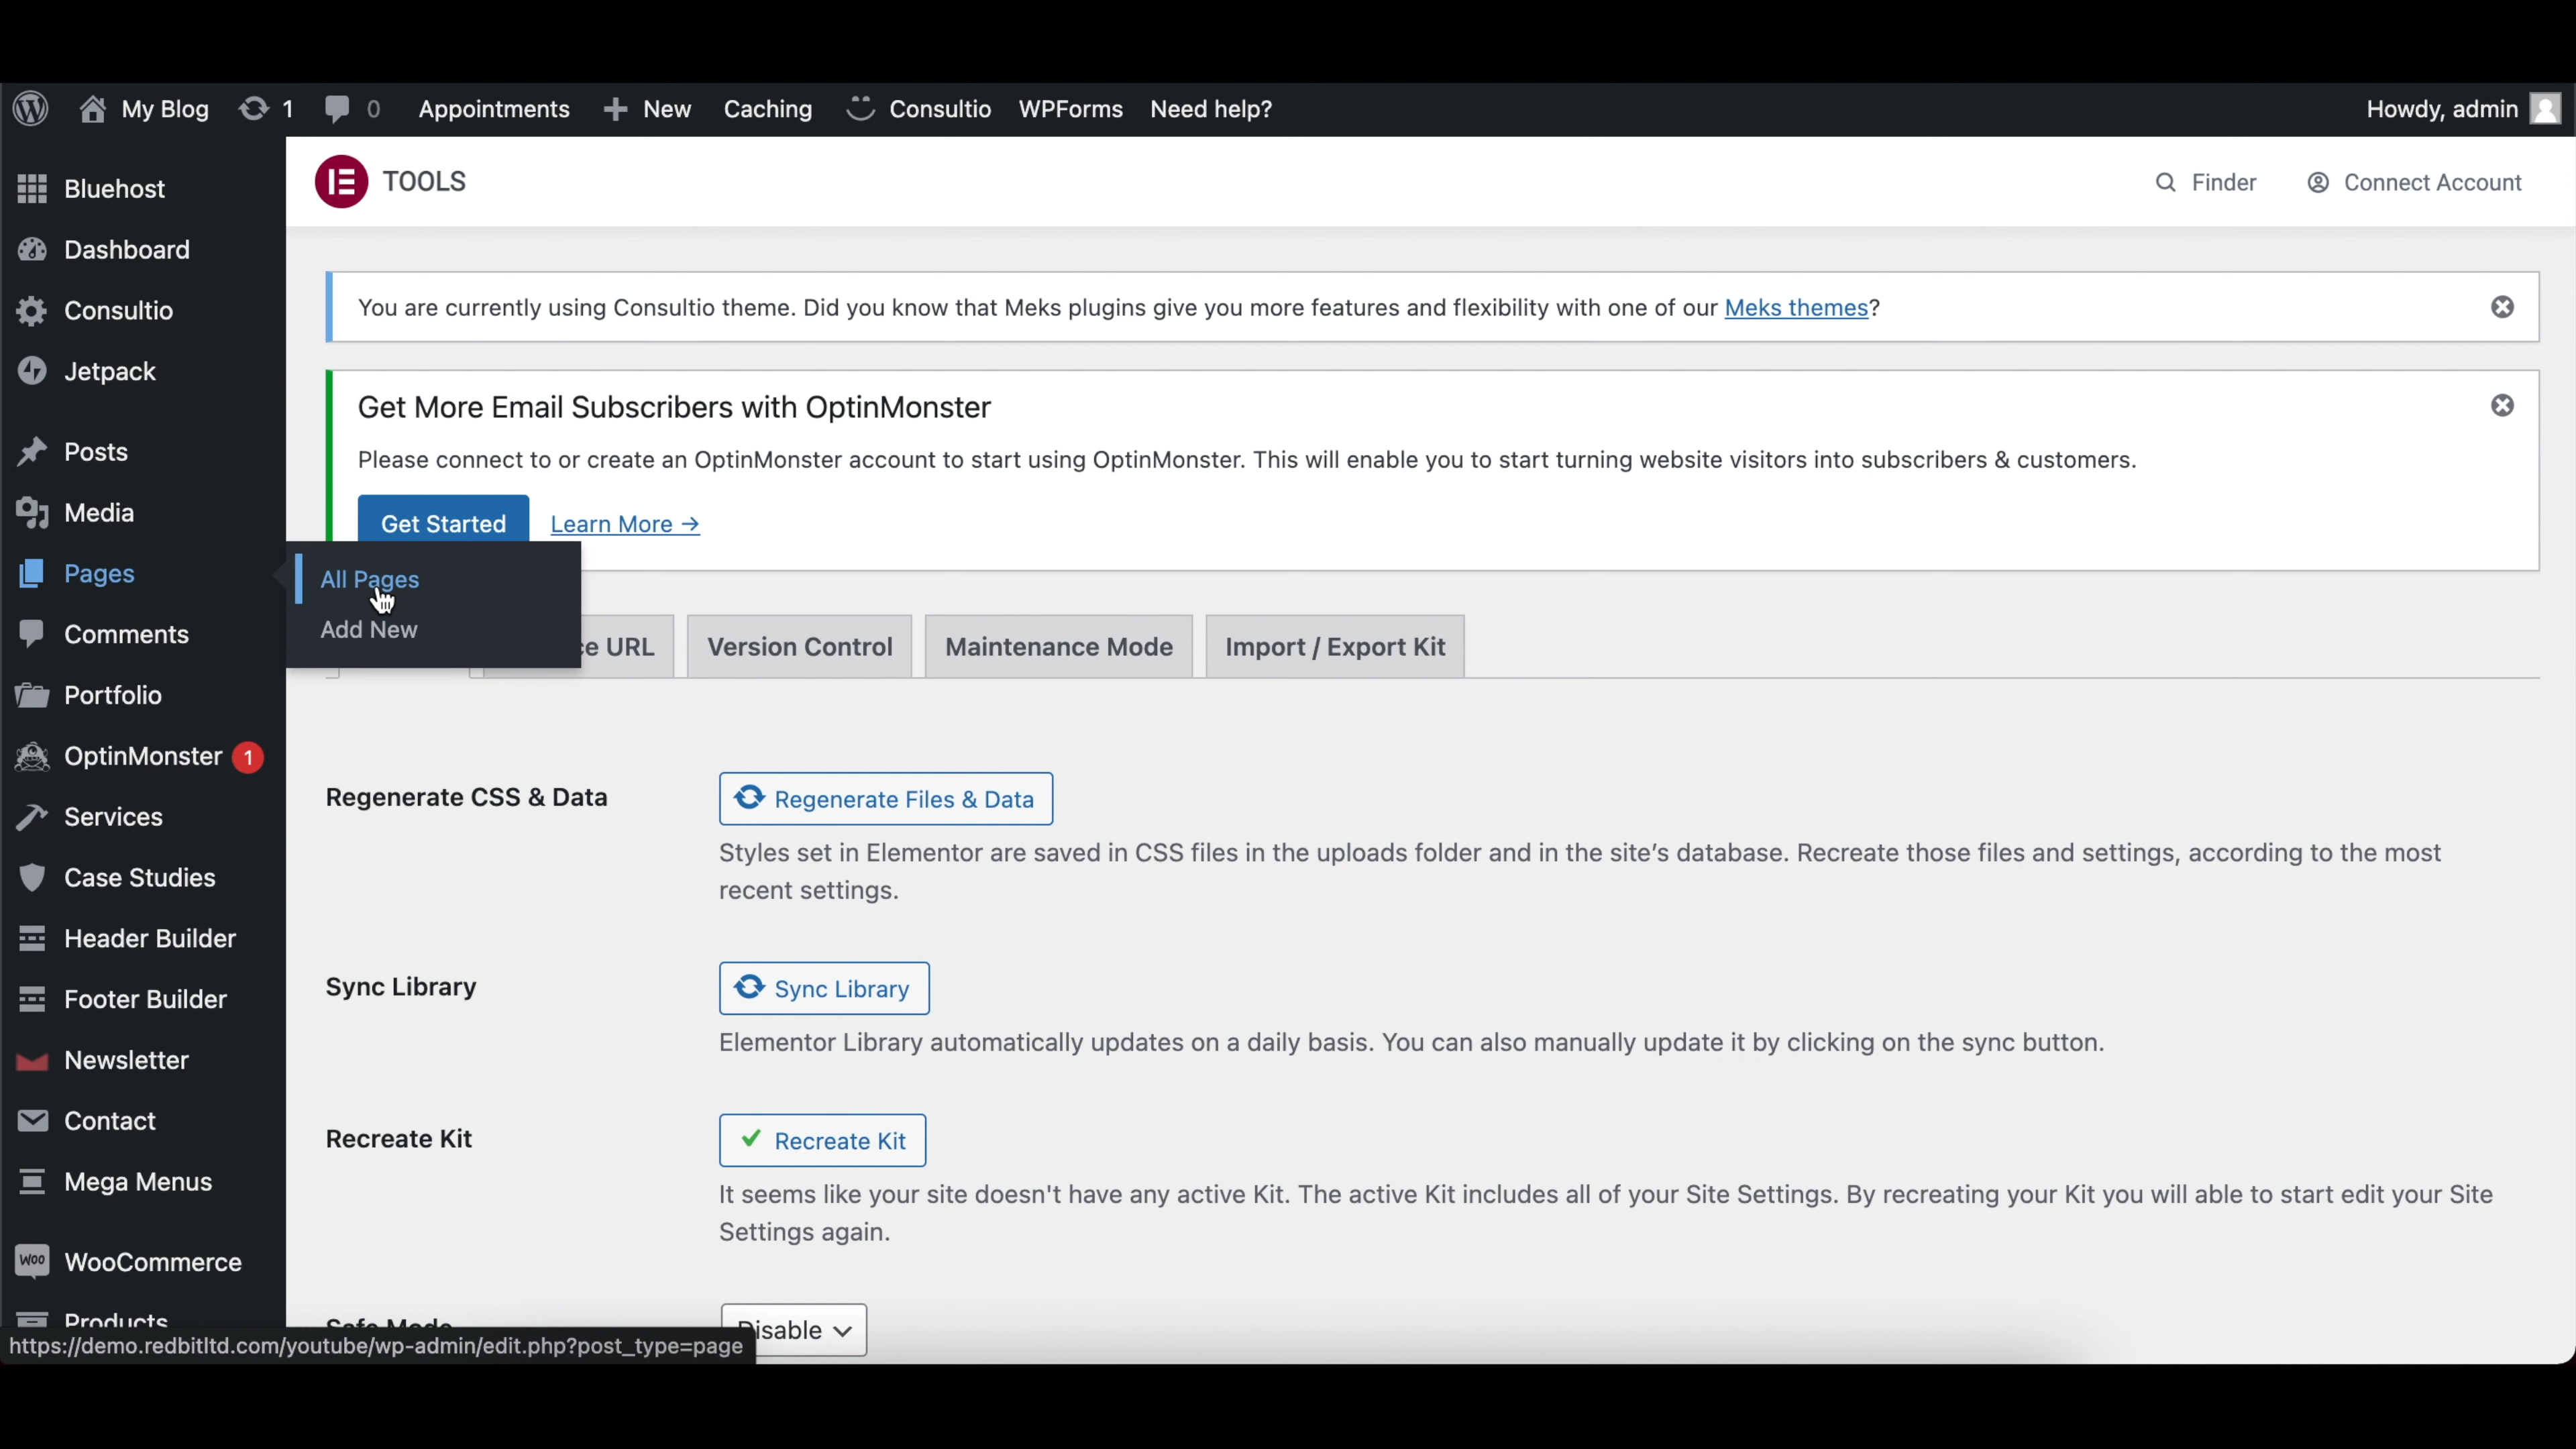 My Blog 1 0 Appointments New Caching Consultio WPForms Need help? Howdy, admin
Bluehost
Dashboard
Consultio
Jetpack
Posts
Media
Pages
Comments
Portfolio
OptinMonster 1
Services
Case Studies
Header Builder
Footer Builder
Newsletter
Contact
Mega Menus
Woo WooCommerce
Products
All Pages
Add New
TOOLS
Finder Connect Account
You are currently using Consultio theme. Did you know that Meks plugins give you more features and flexibility with one of our Meks themes?
Get More Email Subscribers with OptinMonster
Please connect to or create an OptinMonster account to start using OptinMonster. This will enable you to start turning website visitors into subscribers & customers.
Get Started Learn More →
URL Version Control Maintenance Mode Import / Export Kit
Regenerate CSS & Data Regenerate Files & Data
Styles set in Elementor are saved in CSS files in the uploads folder and in the site's database. Recreate those files and settings, according to the most
recent settings.
Sync Library Sync Library
Elementor Library automatically updates on a daily basis. You can also manually update it by clicking on the sync button.
Recreate Kit Recreate Kit
It seems like your site doesn't have any active Kit. The active Kit includes all of your Site Settings. By recreating your Kit you will able to start edit your Site
Settings again.
Safe Mode Disable
https://demo.redbitltd.com/youtube/wp-admin/edit.php?post_type=page